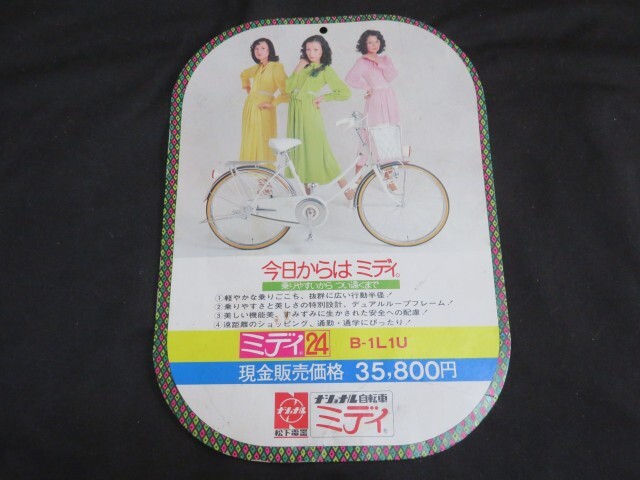 今日からは ミディ。
乗りやすいから つい遠くまで
①軽やかな乗りごこち、抜群に広い行動半径!
②乗りやすさと美しさの特別設計、デュアルループフレーム!
③美しい機能美、すみずみに生かされた安全への配慮!
④遠距離のショッピング、通勤・通学にぴったり!
ミディ 24 B-1L1U
現金販売価格 35,800円
ナショナル
松下電器
ナショナル自転車
ミディ